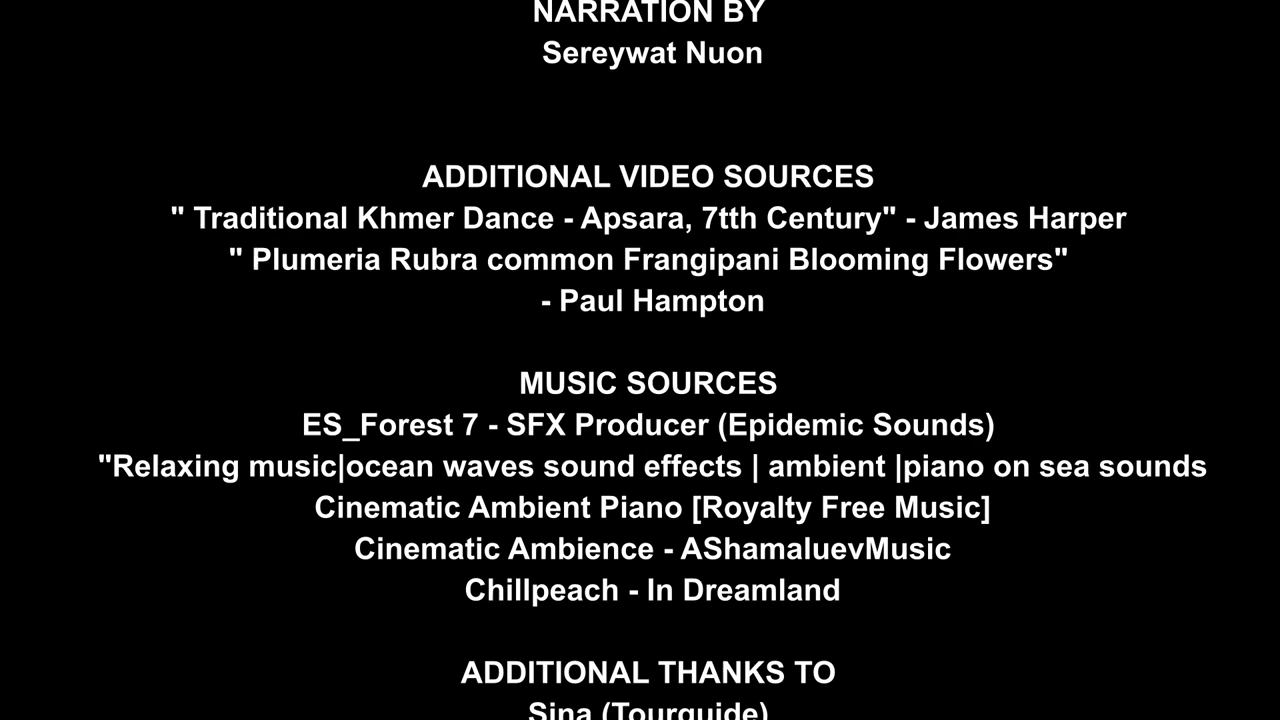 NARRATION BY
Sereywat Nuon
ADDITIONAL VIDEO SOURCES
" Traditional Khmer Dance - Apsara, 7tth Century" - James Harper
" Plumeria Rubra common Frangipani Blooming Flowers"
- Paul Hampton
MUSIC SOURCES
ES_Forest 7 - SFX Producer (Epidemic Sounds)
"Relaxing music|ocean waves sound effects | ambient |piano on sea sounds
Cinematic Ambient Piano [Royalty Free Music]
Cinematic Ambience - AShamaluevMusic
Chillpeach - In Dreamland
ADDITIONAL THANKS TO
Sina (Tourguide)